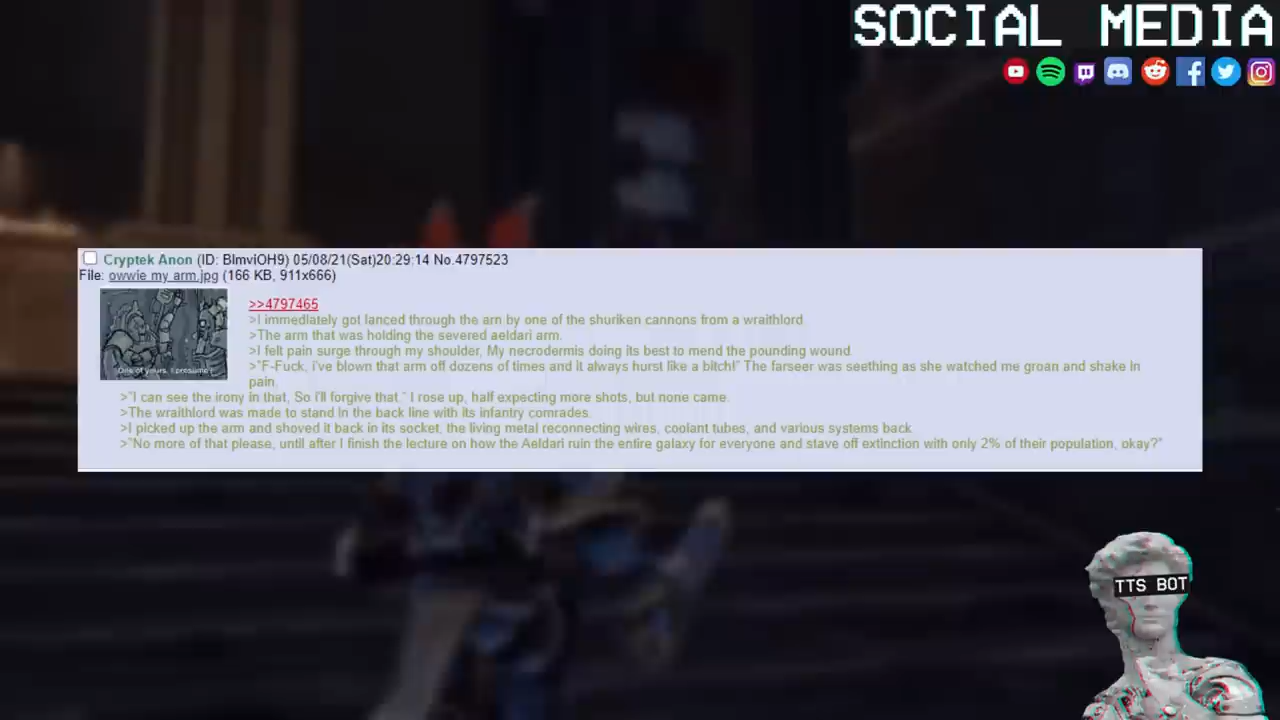 SOCIAL MEDIA
Cryptek Anon (ID: BImviOH9) 05/08/21(Sat)20:29:14 No.4797523
File: owwie my arm.jpg (166 KB, 911x666)
>>4797465
>I immediately got lanced through the arn by one of the shuriken cannons from a wraithlord
>The arm that was holding the severed aeldari arm.
>I felt pain surge through my shoulder, My necrodermis doing its best to mend the pounding wound.
>"F-Fuck, i've blown that arm off dozens of times and it always hurst like a bitch!" The farseer was seething as she watched me groan and shake in
pain.
>"I can see the irony in that, So i'll forgive that." I rose up, half expecting more shots, but none came.
>The wraithlord was made to stand in the back line with its infantry comrades.
>I picked up the arm and shoved it back in its socket, the living metal reconnecting wires, coolant tubes, and various systems back.
>"No more of that please, until after I finish the lecture on how the Aeldari ruin the entire galaxy for everyone and stave off extinction with only 2% of their population, okay?"
One of yours, I presume?
TTS BOT